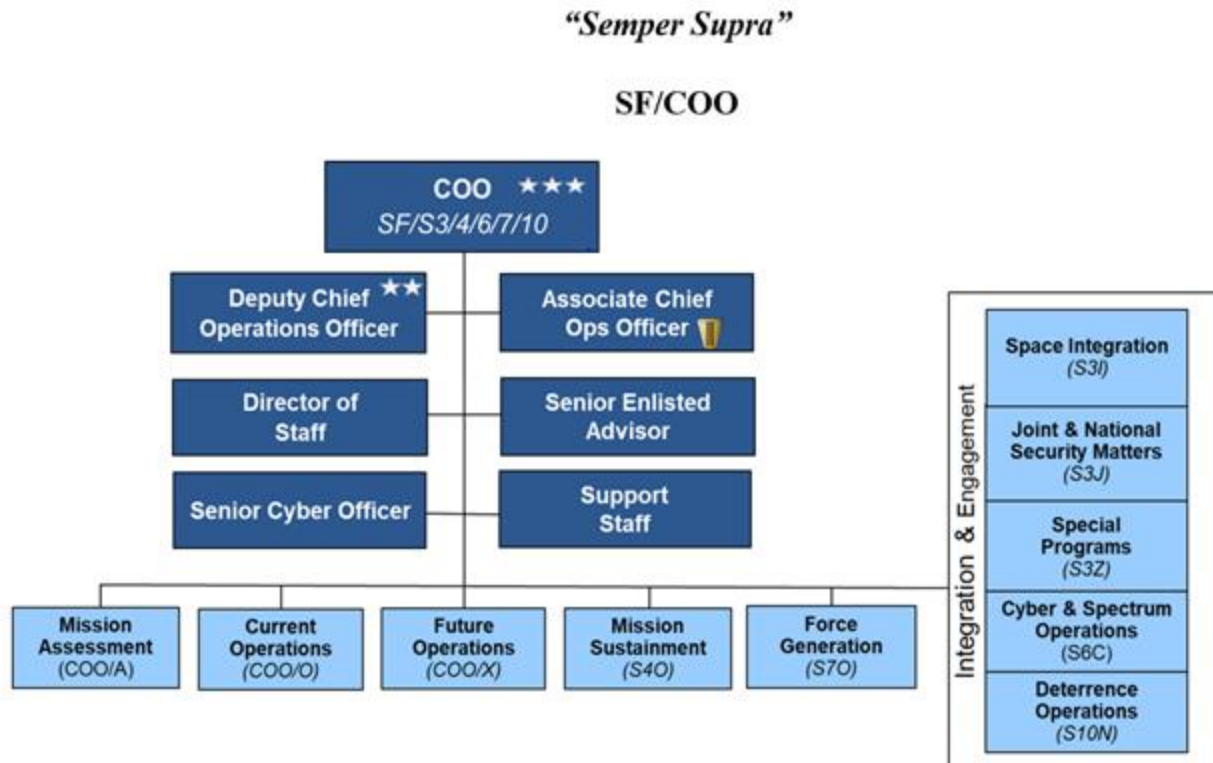 “Semper Supra”
SF/COO
COO
SF/S3/4/6/7/10
Deputy Chief
Operations Officer
Associate Chief
Ops Officer
Director of
Staff
Senior Enlisted
Advisor
Senior Cyber Officer
Support
Staff
Mission
Assessment
(COO/A)
Current
Operations
(COO/O)
Future
Operations
(COO/X)
Mission
Sustainment
(S4O)
Force
Generation
(S7O)
Integration & Engagement
Space Integration
(S3I)
Joint & National
Security Matters
(S3J)
Special
Programs
(S3Z)
Cyber & Spectrum
Operations
(S6C)
Deterrence
Operations
(S10N)